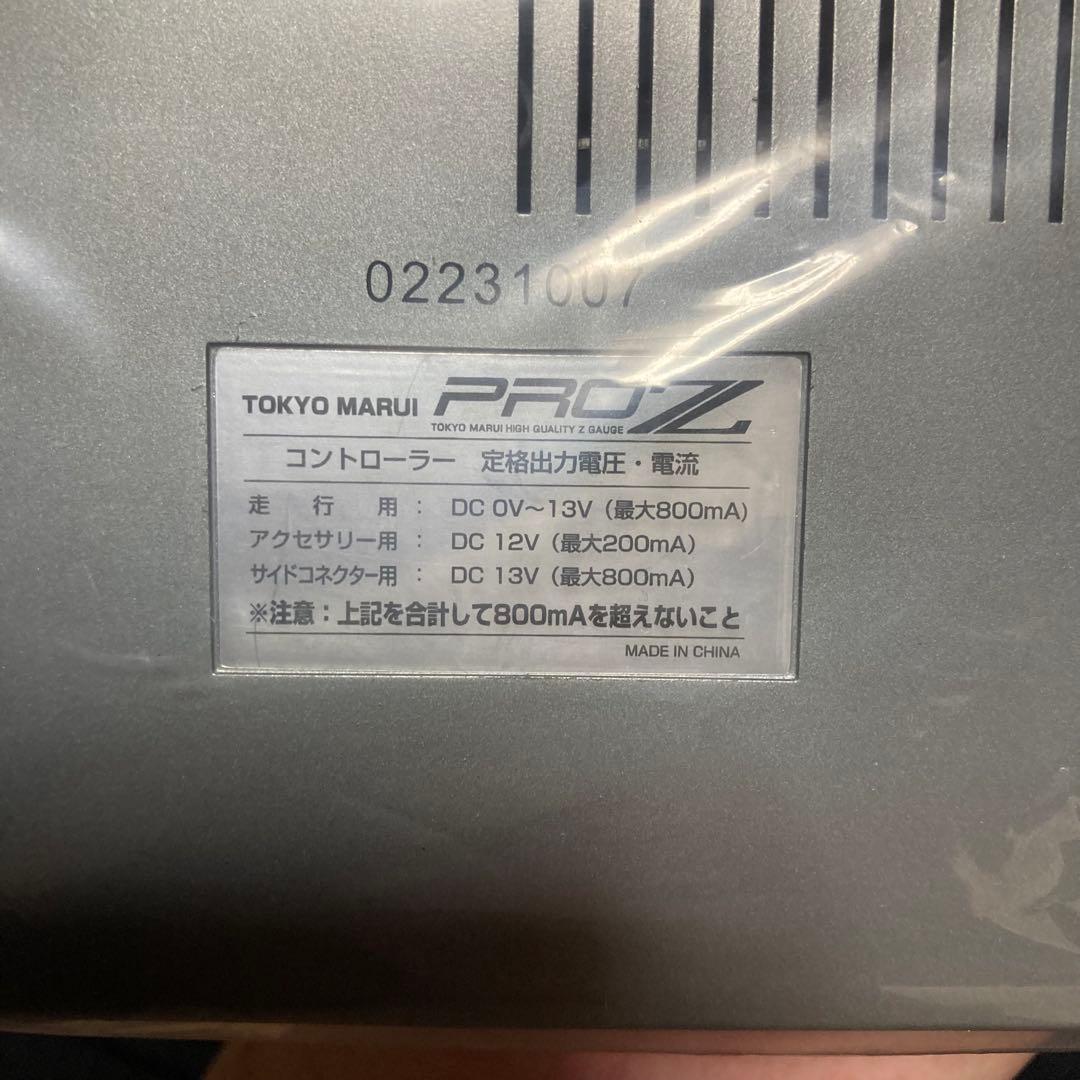 02231007
TOKYO MARUI PRO Z
TOKYO MARUI HIGH QUALITY Z GAUGE
コントローラー 定格出力電圧・電流
走行用： DC 0V～13V（最大800mA）
アクセサリー用： DC 12V（最大200mA）
サイドコネクター用： DC 13V（最大800mA）
※注意：上記を合計して800mAを超えないこと
MADE IN CHINA